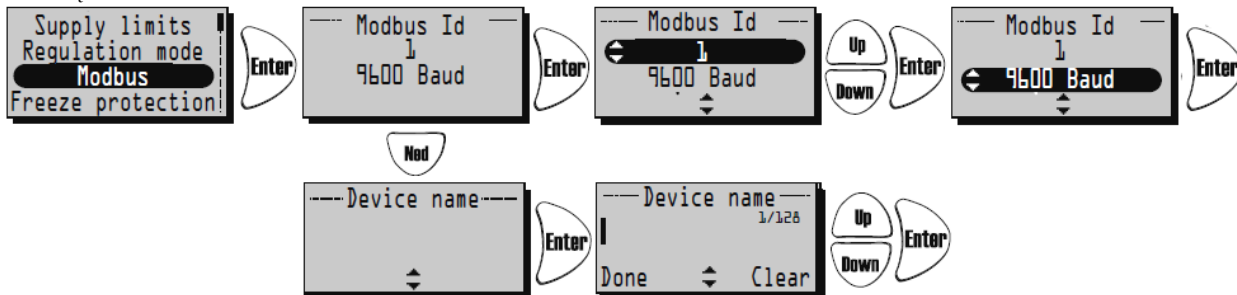 Supply limits
Regulation mode
Modbus
Freeze protection
Enter
Modbus Id
1
9600 Baud
Enter
Modbus Id
1
9600 Baud
Up
Down
Enter
Modbus Id
1
9600 Baud
Enter
Ned
Device name
Enter
Device name
1/128
Done
Clear
Up
Down
Enter